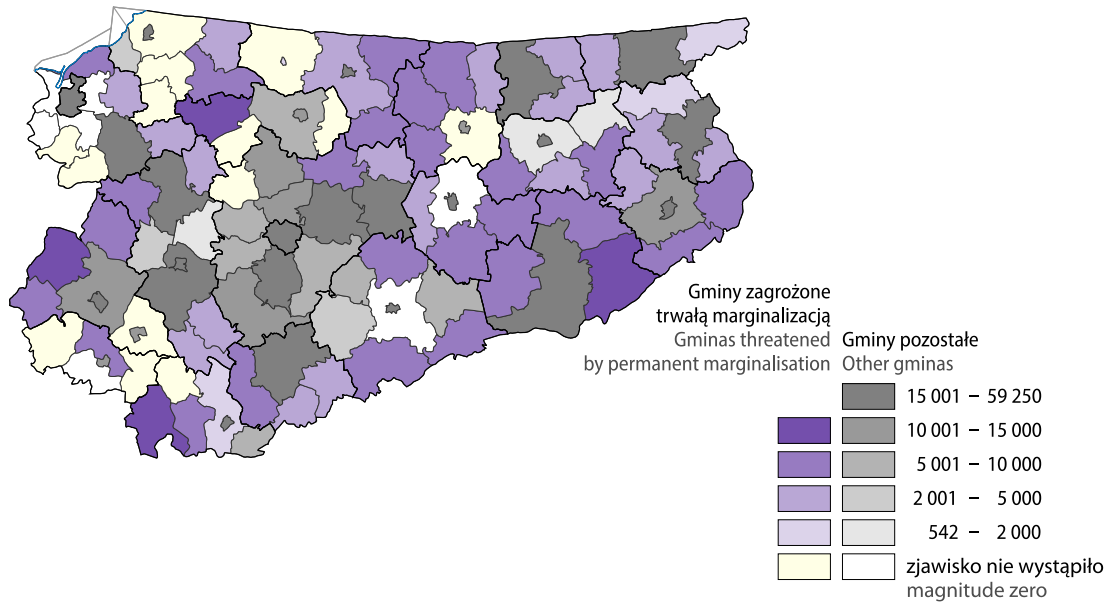 Gminy zagrożone
trwałą marginalizacją
Gminas threatened
by permanent marginalisation
Gminy pozostałe
Other gminas
15 001 – 59 250
10 001 – 15 000
5 001 – 10 000
2 001 – 5 000
542 – 2 000
zjawisko nie wystąpiło
magnitude zero